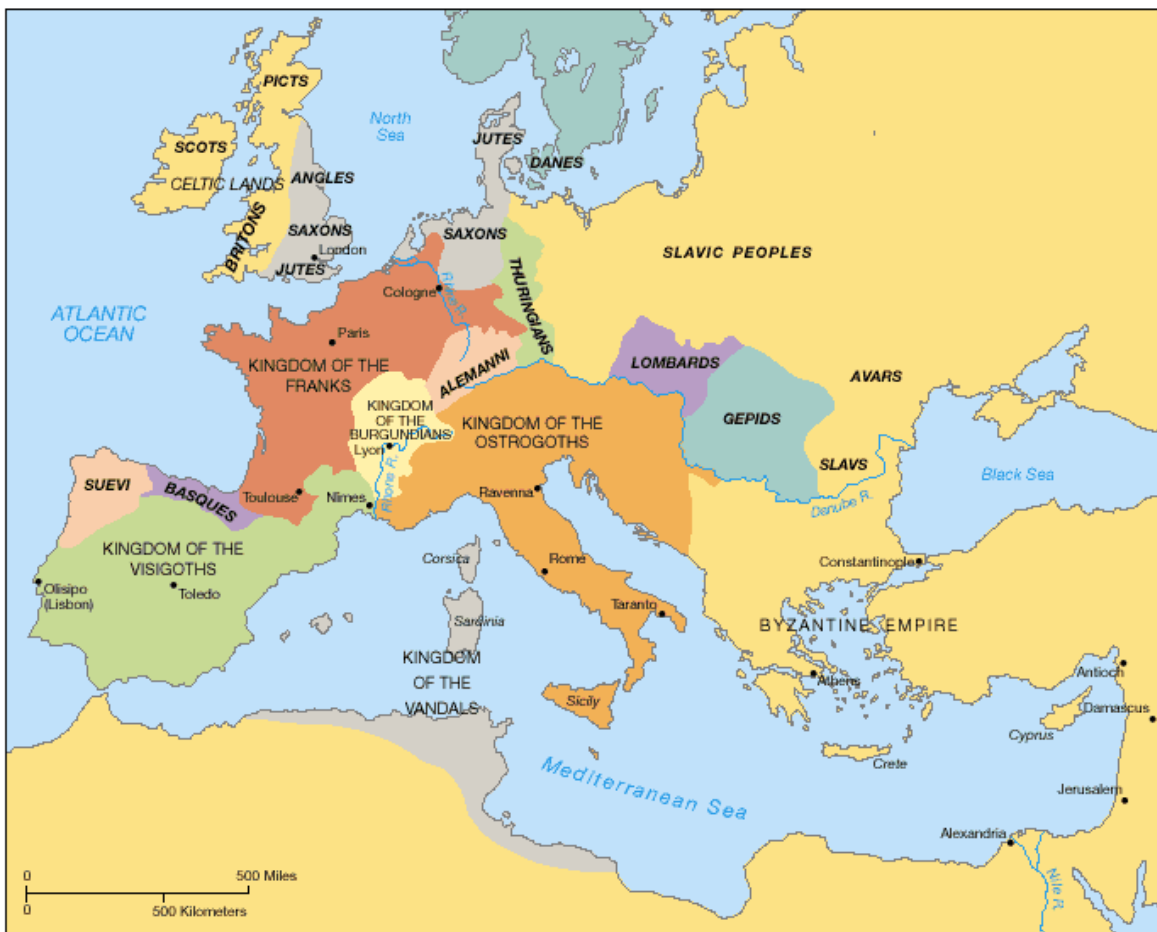 PICTS
North
Sea
JUTES
SCOTS
DANES
CELTIC LANDS
ANGLES
BRITONS
SAXONS
SAXONS
London
JUTES
SLAVIC PEOPLES
THURINGIANS
Cologne
Rhine R.
ATLANTIC
OCEAN
Paris
KINGDOM OF THE
FRANKS
ALEMANNI
LOMBARDS
AVARS
KINGDOM
OF THE
BURGUNDIANS
Lyon
KINGDOM OF THE
OSTROGOTHS
GEPIDS
SLAVS
Black Sea
SUEVI
BASQUES
Toulouse
Nimes
Rhone R.
Ravenna
Danube R.
KINGDOM OF THE
VISIGOTHS
Corsica
Rome
Constantinople
Olisipo
(Lisbon)
Toledo
Sardinia
Taranto
BYZANTINE EMPIRE
KINGDOM
OF THE
VANDALS
Sicily
Athens
Antioch
Damascus
Cyprus
Crete
Mediterranean Sea
Jerusalem
Alexandria
Nile R.
0 500 Miles
0 500 Kilometers